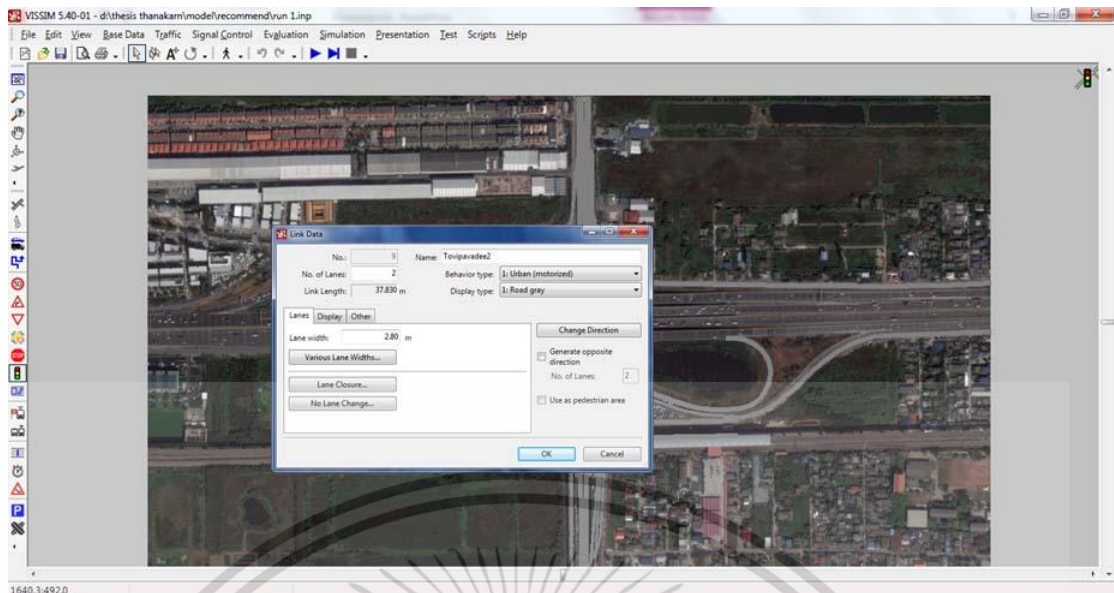 VISSIM 5.40-01 - d:\thesis thanakarn\model\recommend\run 1.inp
File Edit View Base Data Traffic Signal Control Evaluation Simulation Presentation Test Scripts Help
Link Data
No.: 9 Name: Tovipavadee2
No. of Lanes: 2 Behavior type: 1: Urban (motorized)
Link Length: 37.830 m Display type: 1: Road gray
Lanes Display Other
Lane width: 2.80 m
Various Lane Widths...
Lane Closure...
No Lane Change...
Change Direction
Generate opposite
direction
No. of Lanes: 2
Use as pedestrian area
OK Cancel
1640.3:492.0